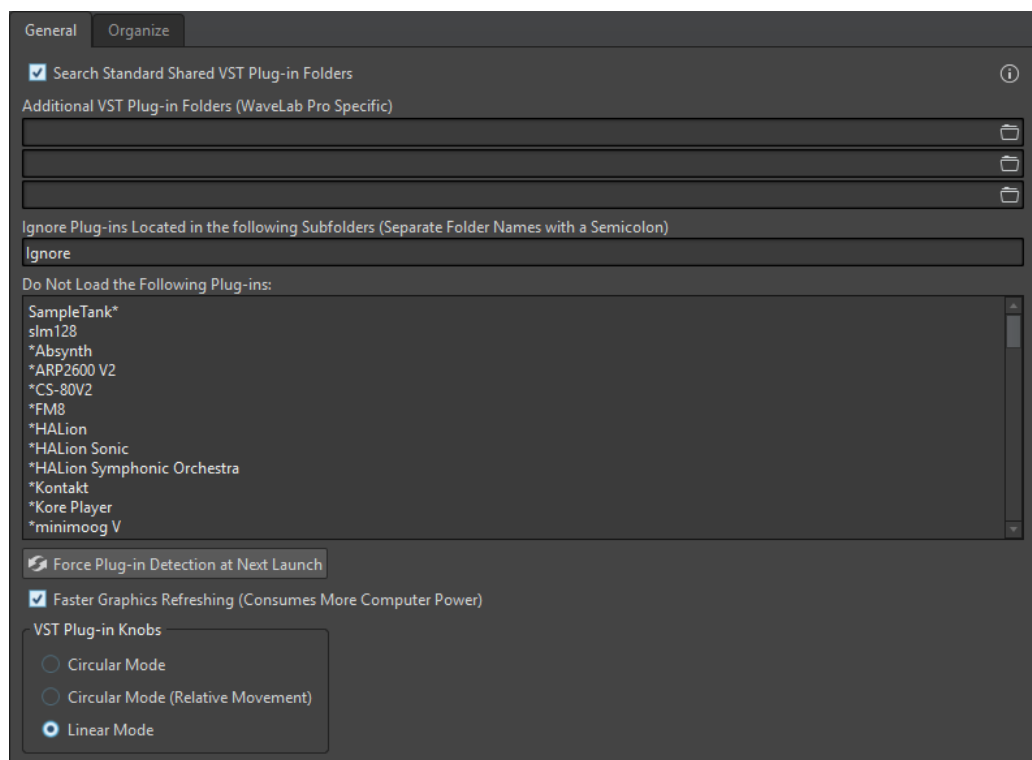 General
Organize
Search Standard Shared VST Plug-in Folders
Additional VST Plug-in Folders (WaveLab Pro Specific)
Ignore Plug-ins Located in the following Subfolders (Separate Folder Names with a Semicolon)
Ignore
Do Not Load the Following Plug-ins:
SampleTank*
slm128
*Absynth
*ARP2600 V2
*CS-80V2
*FM8
*HALion
*HALion Sonic
*HALion Symphonic Orchestra
*Kontakt
*Kore Player
*minimoog V
Force Plug-in Detection at Next Launch
Faster Graphics Refreshing (Consumes More Computer Power)
VST Plug-in Knobs
Circular Mode
Circular Mode (Relative Movement)
Linear Mode